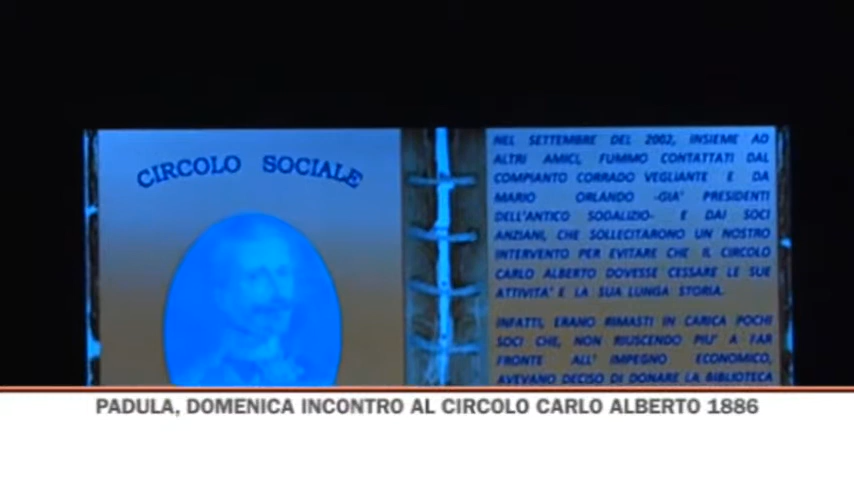 CIRCOLO SOCIALE
NEL SETTEMBRE DEL 2002, INSIEME AD
ALTRI AMICI, FUMMO CONTATTATI DAL
COMPIANTO CORRADO VEGLIANTE E DA
MARIO ORLANDO -GIA' PRESIDENTI
DELL'ANTICO SODALIZIO- E DAI SOCI
ANZIANI, CHE SOLLECITARONO UN NOSTRO
INTERVENTO PER EVITARE CHE IL CIRCOLO
CARLO ALBERTO DOVESSE CESSARE LE SUE
ATTIVITA' E LA SUA LUNGA STORIA.
INFATTI, ERANO RIMASTI IN CARICA POCHI
SOCI CHE, NON RIUSCENDO PIU' A FAR
FRONTE ALL' IMPEGNO ECONOMICO,
AVEVANO DECISO DI DONARE LA BIBLIOTECA
PADULA, DOMENICA INCONTRO AL CIRCOLO CARLO ALBERTO 1886